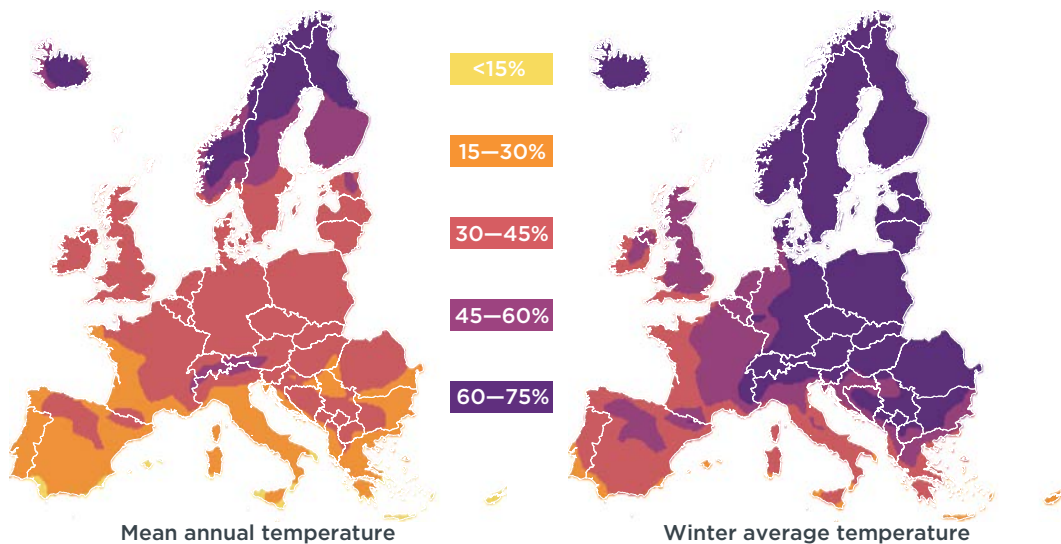 <15%
15—30%
30—45%
45—60%
60—75%
Mean annual temperature
Winter average temperature